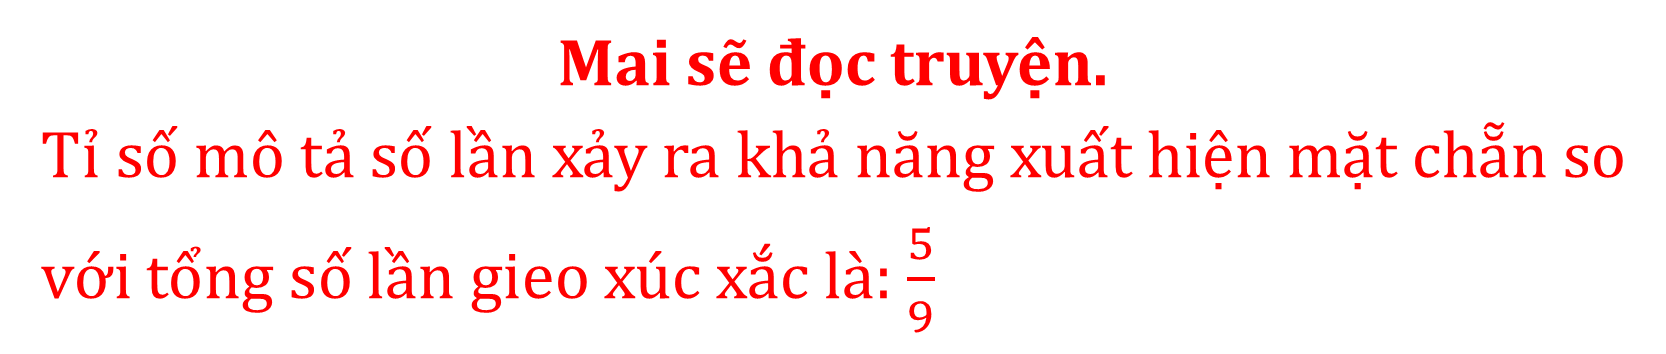 Mai sẽ đọc truyện.
Tỉ số mô tả số lần xảy ra khả năng xuất hiện mặt chẵn so
với tổng số lần gieo xúc xắc là: 5/9